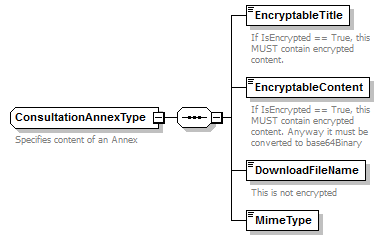 EncryptableTitle
If IsEncrypted == True, this
MUST contain encrypted
content.
EncryptableContent
If IsEncrypted == True, this
MUST contain encrypted
content. Anyway it must be
converted to base64Binary
ConsultationAnnexType
Specifies content of an Annex
DownloadFileName
This is not encrypted
MimeType